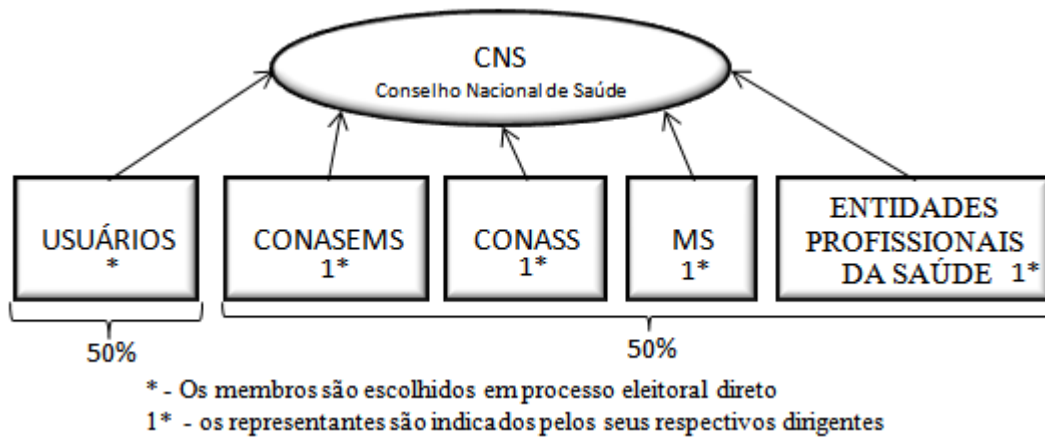 CNS
Conselho Nacional de Saúde
USUÁRIOS
*
CONASEMS
1*
CONASS
1*
MS
1*
ENTIDADES
PROFISSIONAIS
DA SAÚDE 1*
50%
50%
* - Os membros são escolhidos em processo eleitoral direto
1* - os representantes são indicados pelos seus respectivos dirigentes